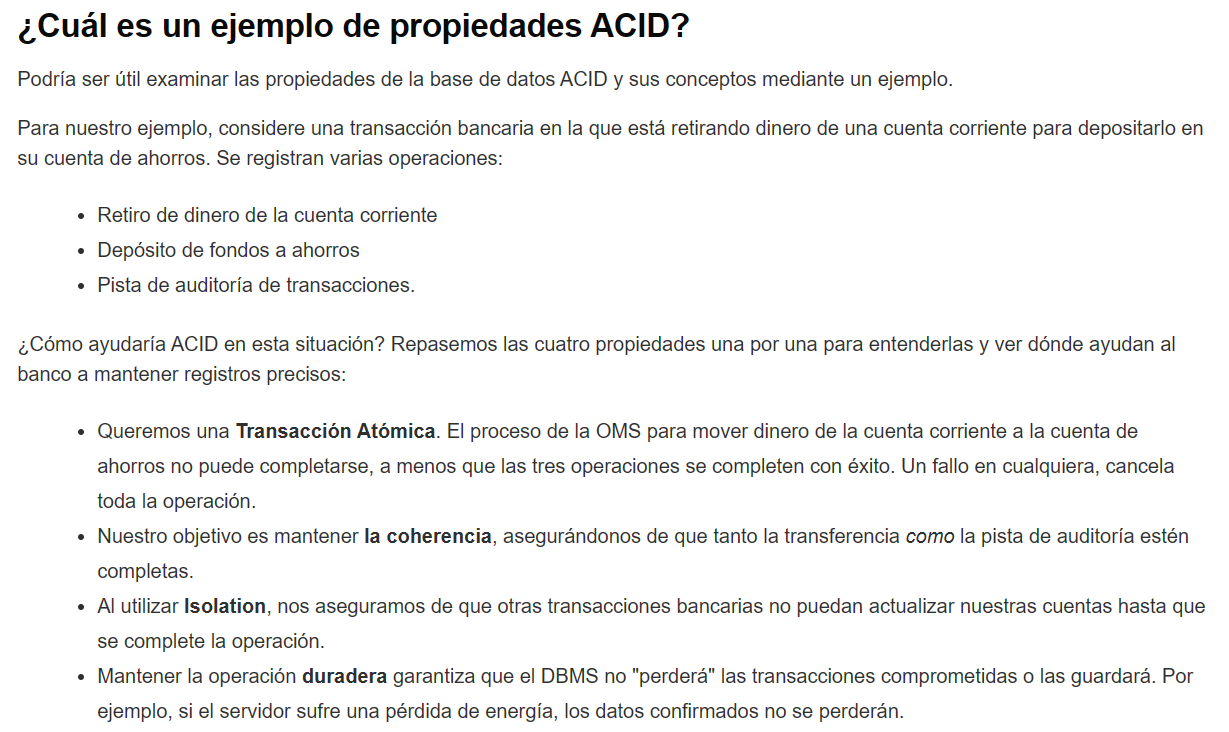 ¿Cuál es un ejemplo de propiedades ACID?
Podría ser útil examinar las propiedades de la base de datos ACID y sus conceptos mediante un ejemplo.
Para nuestro ejemplo, considere una transacción bancaria en la que está retirando dinero de una cuenta corriente para depositarlo en
su cuenta de ahorros. Se registran varias operaciones:
• Retiro de dinero de la cuenta corriente
• Depósito de fondos a ahorros
• Pista de auditoría de transacciones.
¿Cómo ayudaría ACID en esta situación? Repasemos las cuatro propiedades una por una para entenderlas y ver dónde ayudan al
banco a mantener registros precisos:
• Queremos una Transacción Atómica. El proceso de la OMS para mover dinero de la cuenta corriente a la cuenta de
ahorros no puede completarse, a menos que las tres operaciones se completen con éxito. Un fallo en cualquiera, cancela
toda la operación.
• Nuestro objetivo es mantener la coherencia, asegurándonos de que tanto la transferencia como la pista de auditoría estén
completas.
• Al utilizar Isolation, nos aseguramos de que otras transacciones bancarias no puedan actualizar nuestras cuentas hasta que
se complete la operación.
• Mantener la operación duradera garantiza que el DBMS no "perderá" las transacciones comprometidas o las guardará. Por
ejemplo, si el servidor sufre una pérdida de energía, los datos confirmados no se perderán.